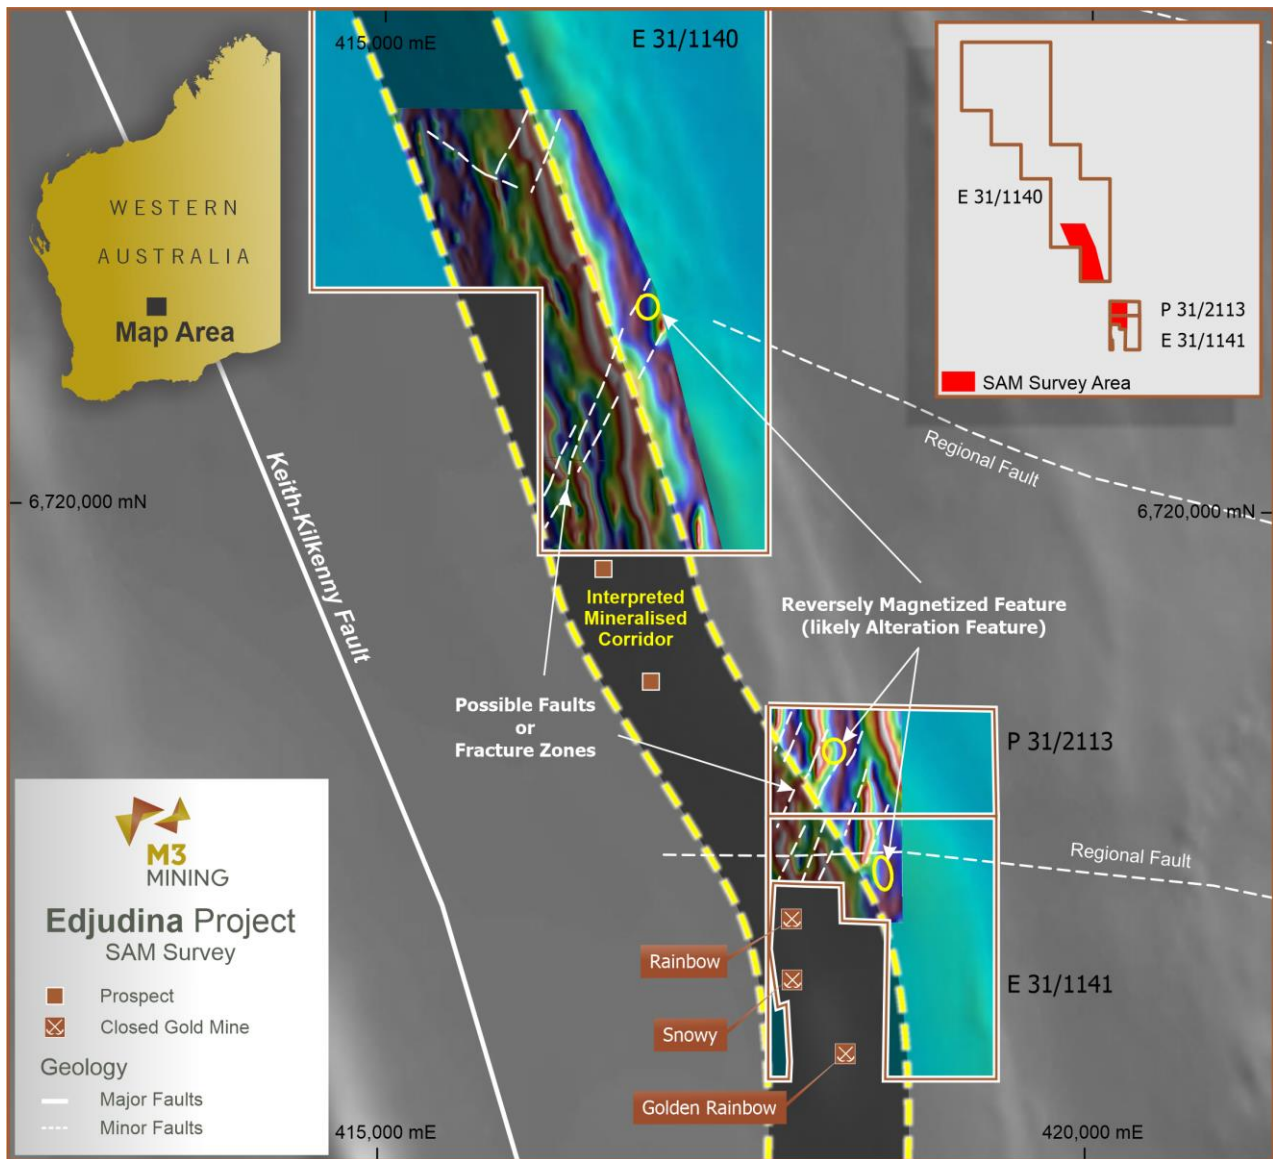 415,000 mE
E 31/1140
WESTERN
AUSTRALIA
Map Area
E 31/1140
P 31/2113
E 31/1141
SAM Survey Area
Regional Fault
6,720,000 mN
6,720,000 mN
Keith-Kilkenny Fault
Interpreted
Mineralised
Corridor
Reversely Magnetized Feature
(likely Alteration Feature)
Possible Faults
or
Fracture Zones
P 31/2113
Regional Fault
E 31/1141
Rainbow
Snowy
Golden Rainbow
M3
MINING
Edjudina Project
SAM Survey
Prospect
Closed Gold Mine
Geology
Major Faults
Minor Faults
415,000 mE
420,000 mE